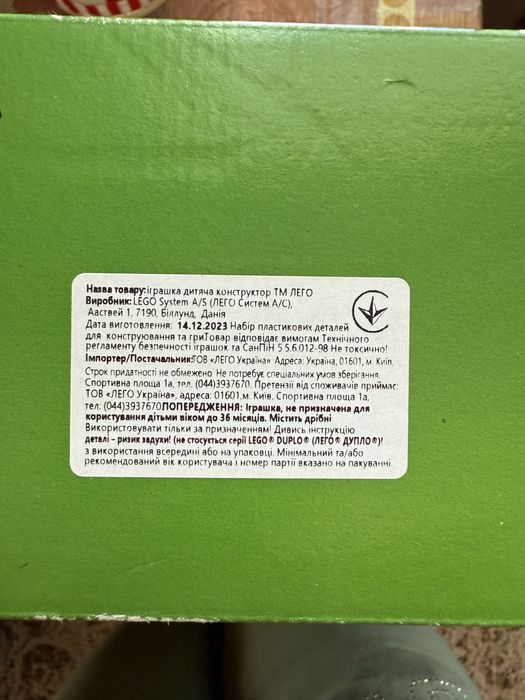 Назва товару:іграшка дитяча конструктор ТМ ЛЕГО
Виробник: LEGO System A/S (ЛЕГО Систем А/С),
Ааствей 1, 7190, Біллунд, Данія
Дата виготовлення: 14.12.2023 Набір пластикових деталей
для конструювання та гриТовар відповідає вимогам Технічного
регламенту безпечності іграшок та СанПіН 5.5.6.012-98 Не токсично!
Імпортер/Постачальник:ТОВ «ЛЕГО Україна» Адреса: Україна, 01601, м. Київ,
Строк придатності не обмежено. Не потребує спеціальних умов зберігання.
Спортивна площа 1а, тел. (044)3937670. Претензії від споживачів приймає:
ТОВ «ЛЕГО Україна», адреса: 01601,м. Київ, Спортивна площа 1а,
тел.: (044)3937670ПОПЕРЕДЖЕННЯ: Іграшка, не призначена для
користування дітьми віком до 36 місяців. Містить дрібні
Використовувати тільки за призначенням! Дивись інструкцію
деталі – ризик задухи! (не стосується серії LEGO® DUPLO® (ЛЕГО® ДУПЛО®)!
з використання всередині або на упаковці. Мінімальний та/або
рекомендований вік користувача і номер партії вказано на пакуванні.